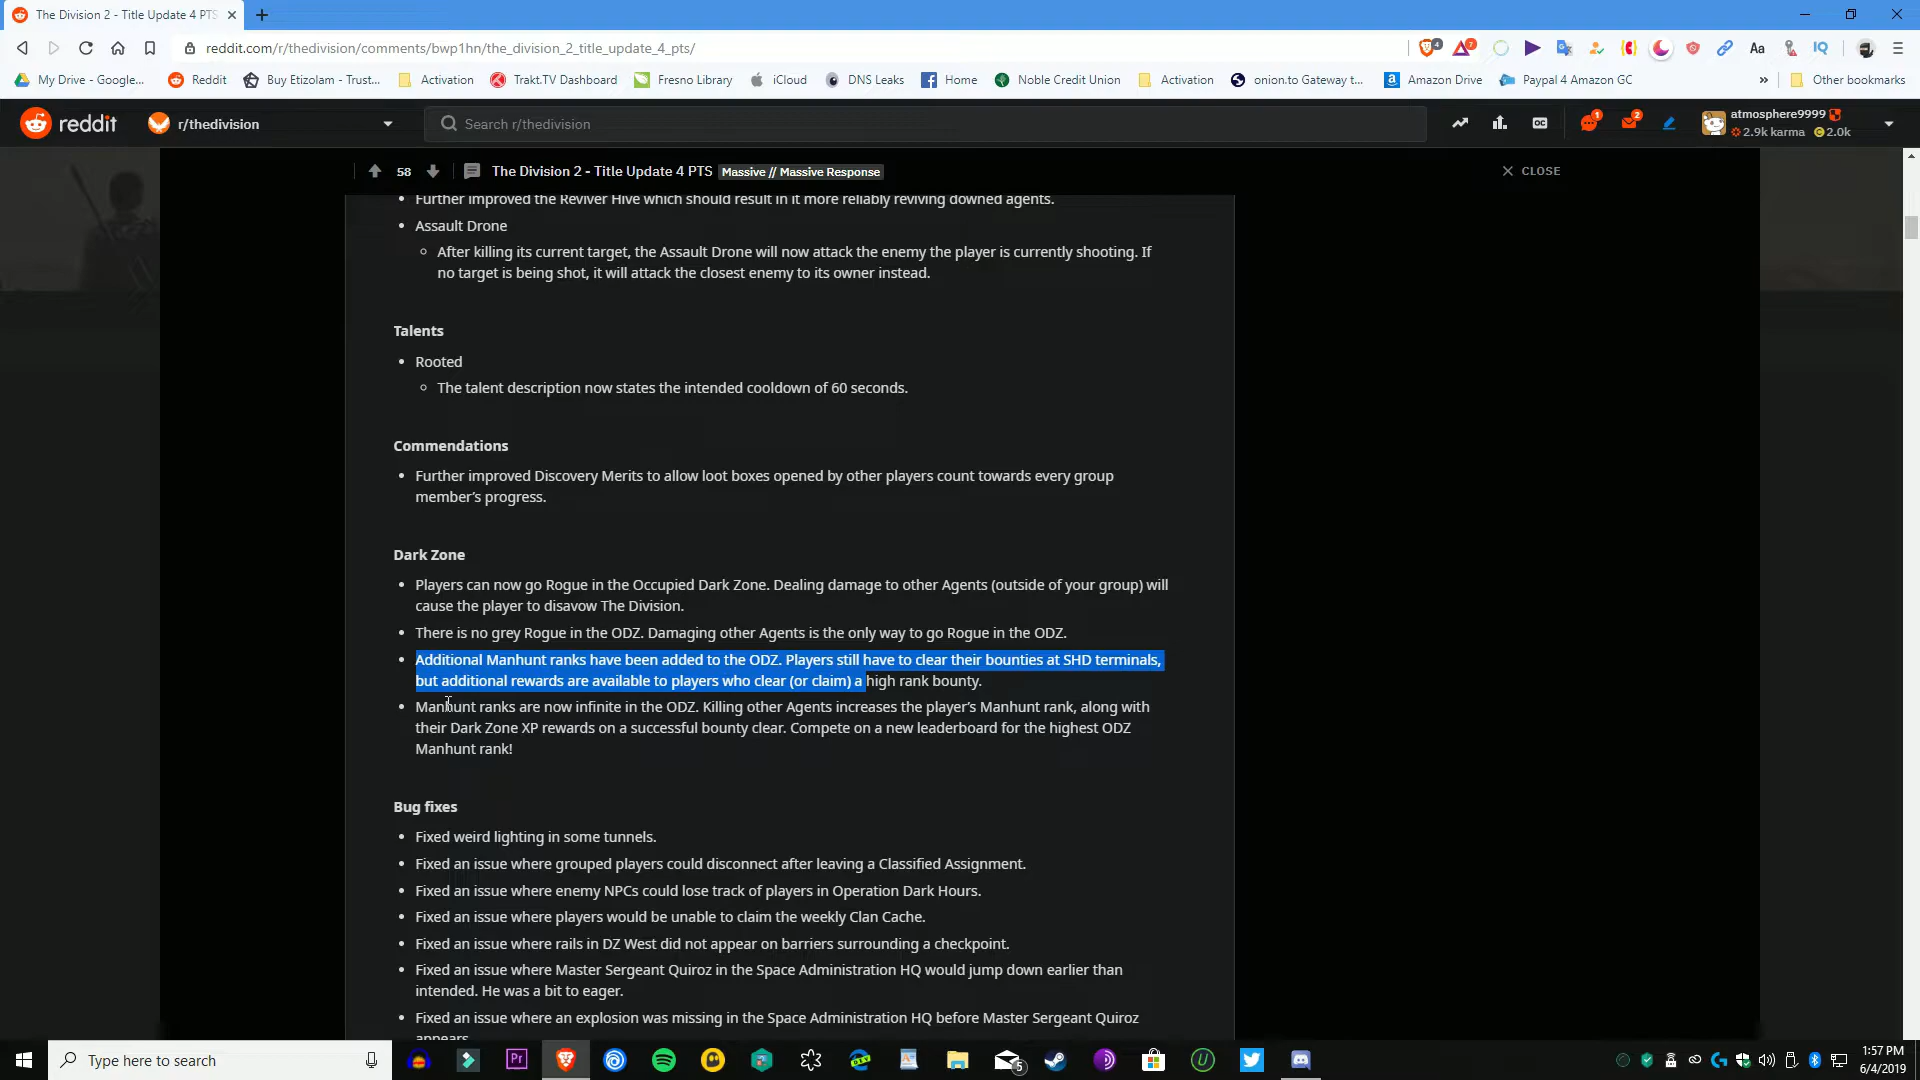 The Division 2 - Title Update 4 PTS
reddit.com/r/thedivision/comments/bwp1hn/the_division_2_title_update_4_pts/
4
7
Aa
IQ
My Drive - Google...
Reddit
Buy Etizolam - Trust...
Activation
Trakt.TV Dashboard
Fresno Library
iCloud
DNS Leaks
Home
Noble Credit Union
Activation
onion.to Gateway t...
Amazon Drive
Paypal 4 Amazon GC
»
Other bookmarks
reddit
r/thedivision
Search r/thedivision
OC
1
2
atmosphere9999
2.9k karma
C 2.0k
58
The Division 2 - Title Update 4 PTS
Massive // Massive Response
CLOSE
• Further improved the Reviver Hive which should result in it more reliably reviving downed agents.
• Assault Drone
After killing its current target, the Assault Drone will now attack the enemy the player is currently shooting. If
no target is being shot, it will attack the closest enemy to its owner instead.
Talents
• Rooted
The talent description now states the intended cooldown of 60 seconds.
Commendations
• Further improved Discovery Merits to allow loot boxes opened by other players count towards every group
member's progress.
Dark Zone
• Players can now go Rogue in the Occupied Dark Zone. Dealing damage to other Agents (outside of your group) will
cause the player to disavow The Division.
• There is no grey Rogue in the ODZ. Damaging other Agents is the only way to go Rogue in the ODZ.
• Additional Manhunt ranks have been added to the ODZ. Players still have to clear their bounties at SHD terminals,
but additional rewards are available to players who clear (or claim) a high rank bounty.
• Manhunt ranks are now infinite in the ODZ. Killing other Agents increases the player's Manhunt rank, along with
their Dark Zone XP rewards on a successful bounty clear. Compete on a new leaderboard for the highest ODZ
Manhunt rank!
Bug fixes
• Fixed weird lighting in some tunnels.
• Fixed an issue where grouped players could disconnect after leaving a Classified Assignment.
• Fixed an issue where enemy NPCs could lose track of players in Operation Dark Hours.
• Fixed an issue where players would be unable to claim the weekly Clan Cache.
• Fixed an issue where rails in DZ West did not appear on barriers surrounding a checkpoint.
• Fixed an issue where Master Sergeant Quiroz in the Space Administration HQ would jump down earlier than
intended. He was a bit to eager.
• Fixed an issue where an explosion was missing in the Space Administration HQ before Master Sergeant Quiroz
appears.
Type here to search
Pr
5
1:57 PM
6/4/2019